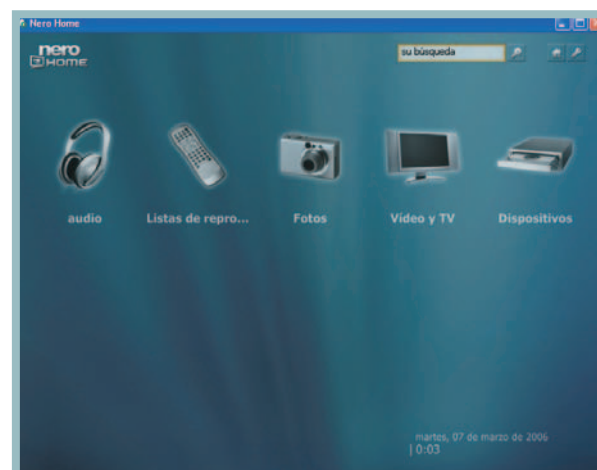 Nero Home
nero
HOME
su búsqueda
audio
Listas de repro...
Fotos
Vídeo y TV
Dispositivos
martes, 07 de marzo de 2006
| 0:03